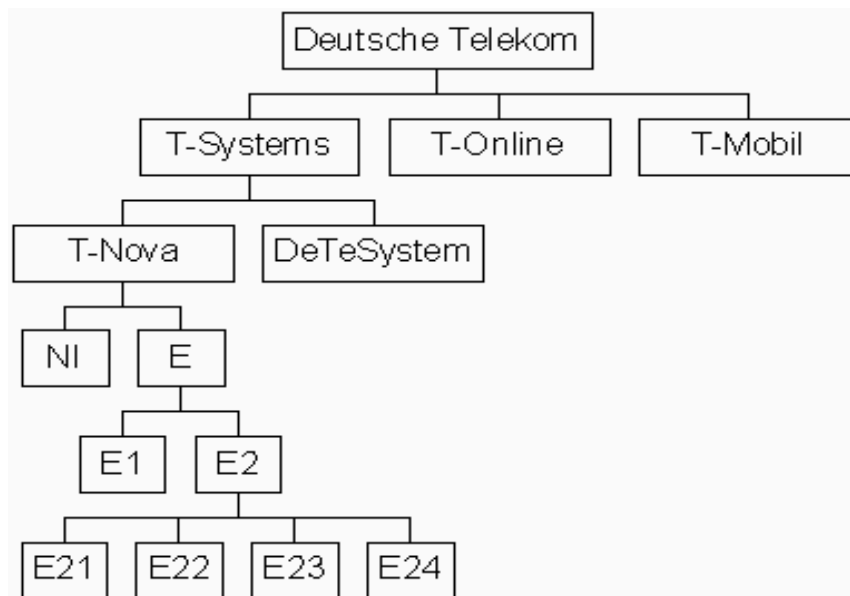 Deutsche Telekom
T-Systems
T-Online
T-Mobil
T-Nova
DeTeSystem
NI
E
E1
E2
E21
E22
E23
E24